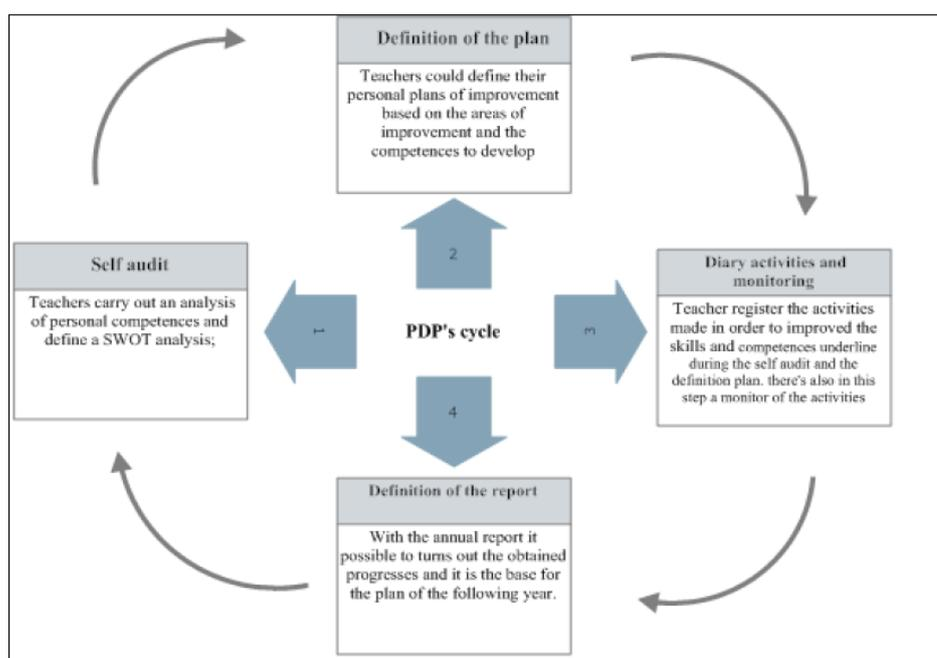 Definition of the plan
Teachers could define their
personal plans of improvement
based on the areas of
improvement and the
competences to develop
Self audit
Teachers carry out an analysis
of personal competences and
define a SWOT analysis;
2
1
PDP's cycle
3
4
Diary activities and
monitoring
Teacher register the activities
made in order to improved the
skills and competences underline
during the self audit and the
definition plan. there's also in this
step a monitor of the activities
Definition of the report
With the annual report it
possible to turns out the obtained
progresses and it is the base for
the plan of the following year.